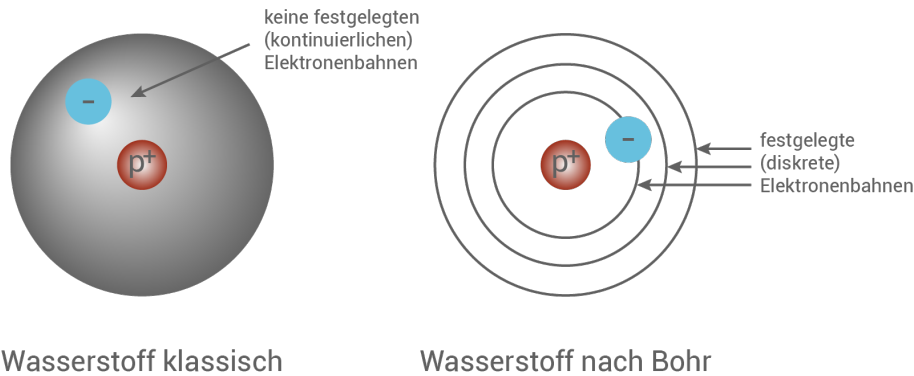 keine festgelegten
(kontinuierlichen)
Elektronenbahnen
-
p+
Wasserstoff klassisch
-
p+
festgelegte
(diskrete)
Elektronenbahnen
Wasserstoff nach Bohr